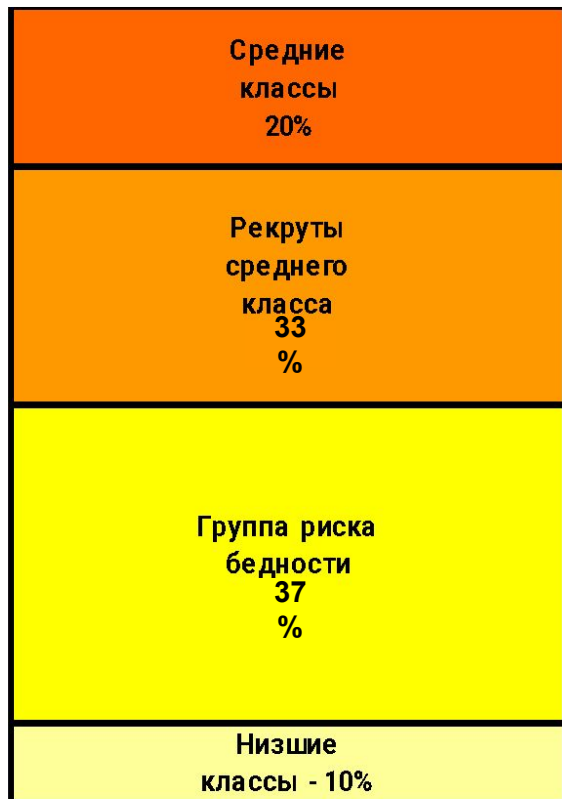 Средние
классы
20%
Рекруты
среднего
класса
33
%
Группа риска
бедности
37
%
Низшие
классы - 10%